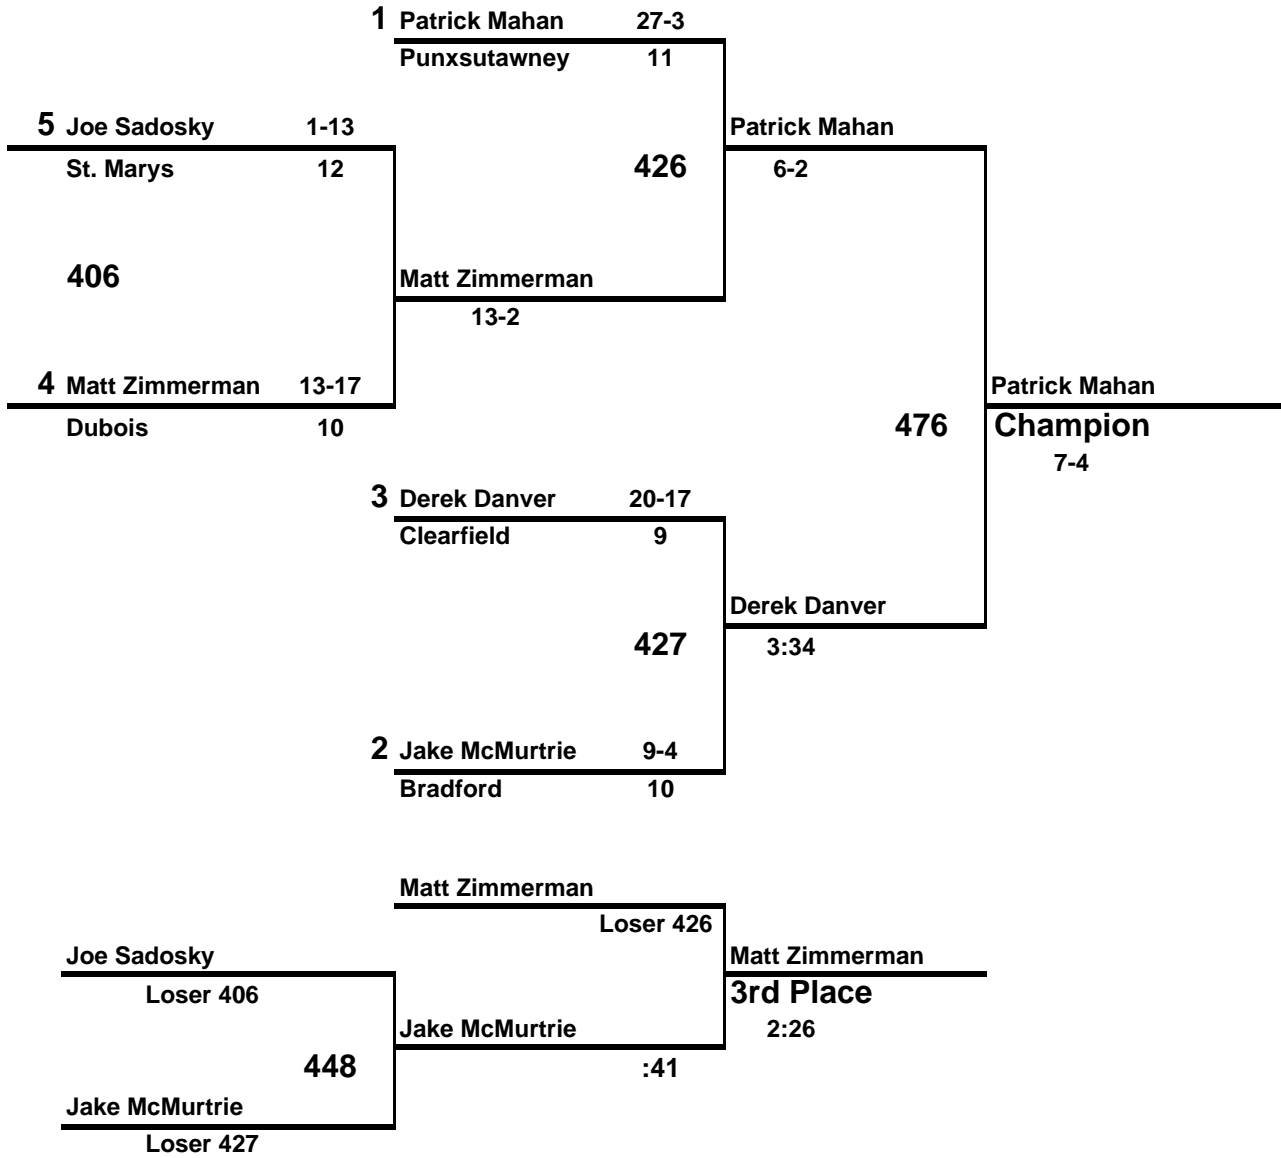 1 Patrick Mahan 27-3
Punxsutawney 11
5 Joe Sadosky 1-13 Patrick Mahan
St. Marys 12 426 6-2
406 Matt Zimmerman
13-2
4 Matt Zimmerman 13-17 Patrick Mahan
Dubois 10 476 Champion
7-4
3 Derek Danver 20-17
Clearfield 9
Derek Danver
427 3:34
2 Jake McMurtrie 9-4
Bradford 10
Matt Zimmerman
Loser 426
Joe Sadosky Matt Zimmerman
Loser 406 3rd Place
Jake McMurtrie 2:26
448 :41
Jake McMurtrie
Loser 427